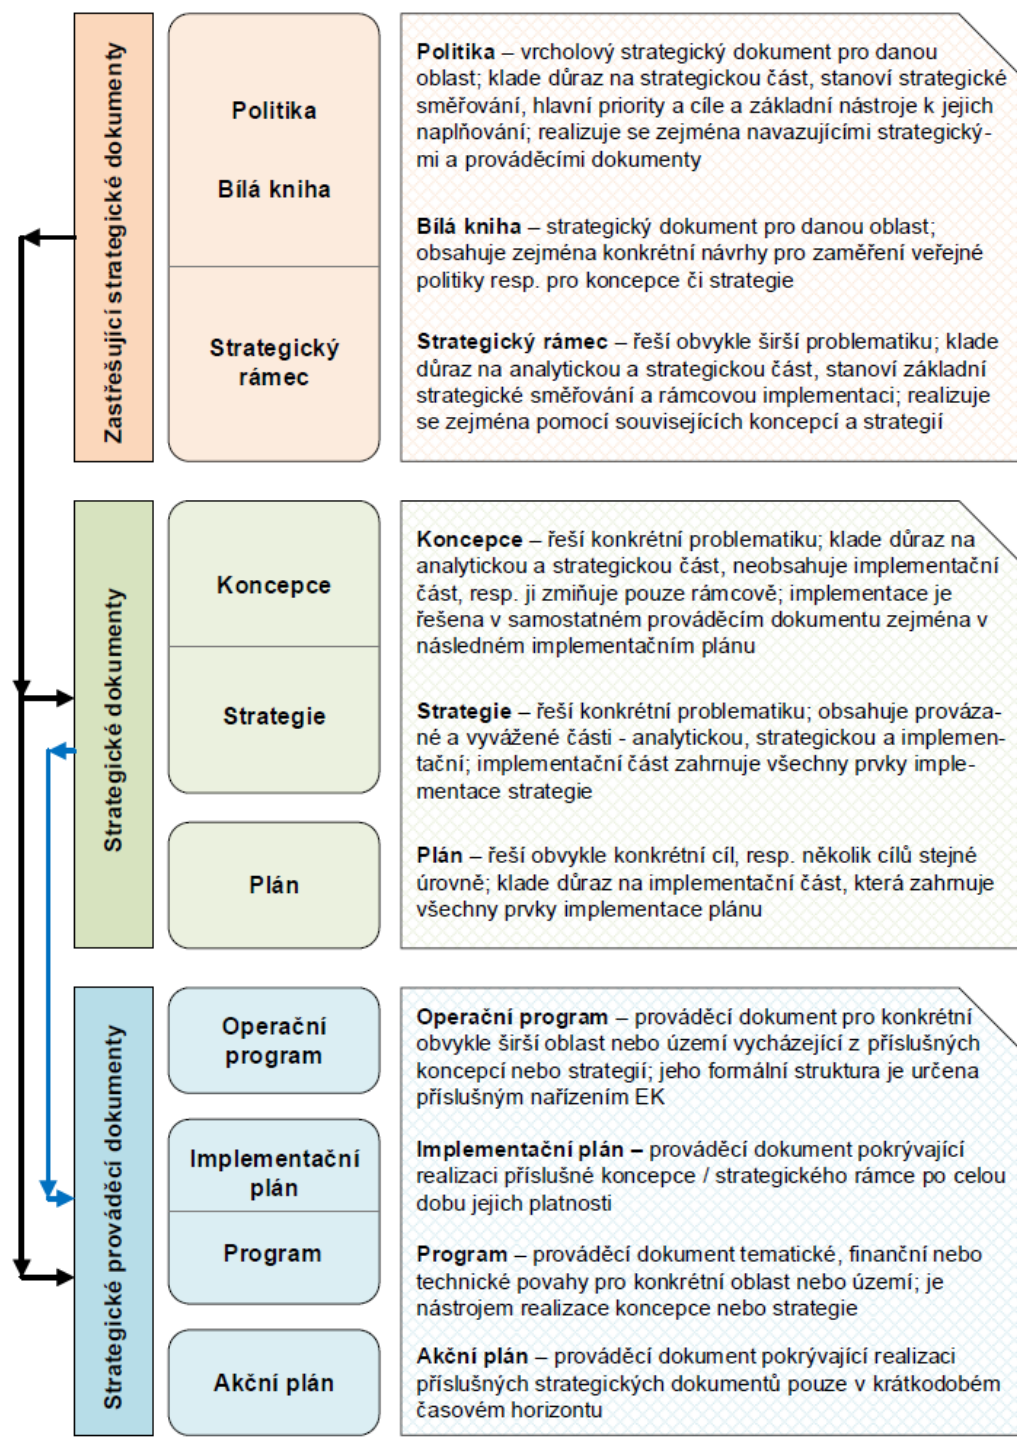 Zastřešující strategické dokumenty
Politika
Bílá kniha
Strategický
rámec
Politika – vrcholový strategický dokument pro danou
oblast; klade důraz na strategickou část, stanoví strategické
směřování, hlavní priority a cíle a základní nástroje k jejich
naplňování; realizuje se zejména navazujícími strategický-
mi a prováděcími dokumenty
Bílá kniha – strategický dokument pro danou oblast;
obsahuje zejména konkrétní návrhy pro zaměření veřejné
politiky resp. pro koncepce či strategie
Strategický rámec – řeší obvykle širší problematiku; klade
důraz na analytickou a strategickou část, stanoví základní
strategické směřování a rámcovou implementaci; realizuje
se zejména pomocí souvisejících koncepcí a strategií
Strategické dokumenty
Koncepce
Strategie
Plán
Koncepce – řeší konkrétní problematiku; klade důraz na
analytickou a strategickou část, neobsahuje implementační
část, resp. ji zmiňuje pouze rámcově; implementace je
řešena v samostatném prováděcím dokumentu zejména v
následném implementačním plánu
Strategie – řeší konkrétní problematiku; obsahuje prováza-
né a vyvážené části - analytickou, strategickou a implemen-
tační; implementační část zahrnuje všechny prvky imple-
mentace strategie
Plán – řeší obvykle konkrétní cíl, resp. několik cílů stejné
úrovně; klade důraz na implementační část, která zahrnuje
všechny prvky implementace plánu
Strategické prováděcí dokumenty
Operační
program
Implementační
plán
Program
Akční plán
Operační program – prováděcí dokument pro konkrétní
obvykle širší oblast nebo území vycházející z příslušných
koncepcí nebo strategií; jeho formální struktura je určena
příslušným nařízením EK
Implementační plán – prováděcí dokument pokrývající
realizaci příslušné koncepce / strategického rámce po celou
dobu jejich platnosti
Program – prováděcí dokument tematické, finanční nebo
technické povahy pro konkrétní oblast nebo území; je
nástrojem realizace koncepce nebo strategie
Akční plán – prováděcí dokument pokrývající realizaci
příslušných strategických dokumentů pouze v krátkodobém
časovém horizontu